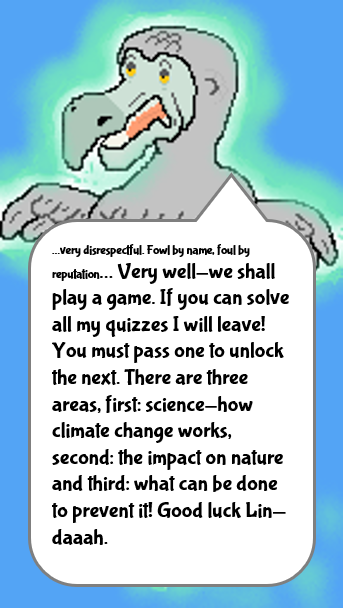 ...very disrespectful. Fowl by name, foul by
reputation... Very well—we shall
play a game. If you can solve
all my quizzes I will leave!
You must pass one to unlock
the next. There are three
areas, first: science—how
climate change works,
second: the impact on nature
and third: what can be done
to prevent it! Good luck Lin—
daaah.